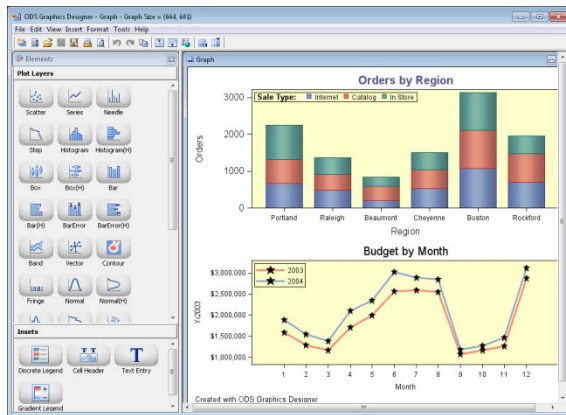 ODS Graphics Designer - Graph - Graph Size = (664, 601)
File Edit View Insert Format Tools Help
Elements
Plot Layers
Scatter Series Needle
Step Histogram Histogram(H)
Box Box(H) Bar
Bar(H) BarError BarError(H)
Band Vector Contour
Fringe Normal Normal(H)
Insets
Discrete Legend Cell Header Text Entry
Gradient Legend
Graph
Orders by Region
Sale Type: Internet Catalog In Store
Orders
3000
2000
1000
0
Portland Raleigh Beaumont Cheyenne Boston Rockford
Region
Budget by Month
2003
2004
Yr2003
$3,000,000
$2,500,000
$2,000,000
$1,500,000
$1,000,000
1 2 3 4 5 6 7 8 9 10 11 12
Month
Created with ODS Graphics Designer